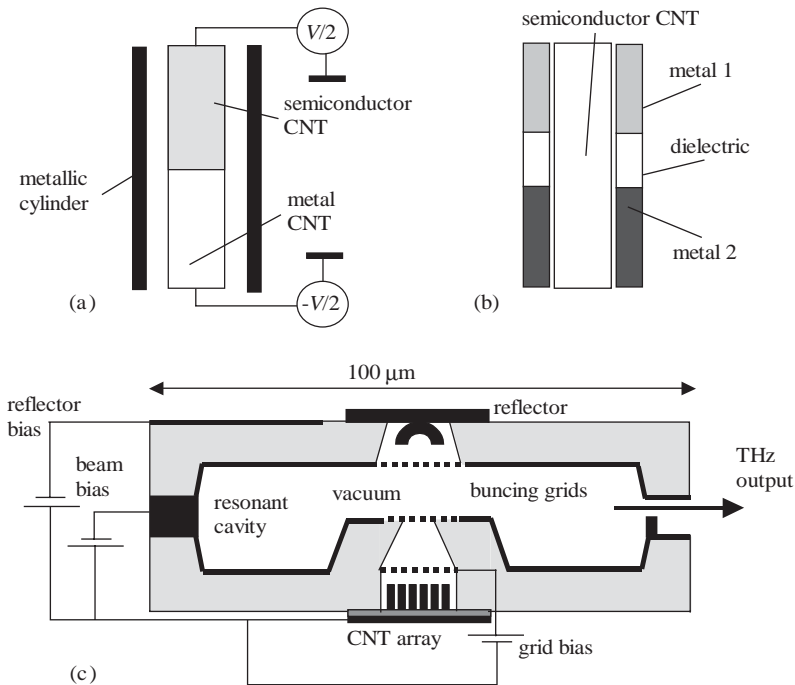 V/2
semiconductor
CNT
metallic
cylinder
metal
CNT
-V/2
(a)
semiconductor CNT
metal 1
dielectric
metal 2
(b)
100 μm
reflector
reflector
bias
beam
bias
resonant
cavity
vacuum
buncing grids
THz
output
CNT array
grid bias
(c)